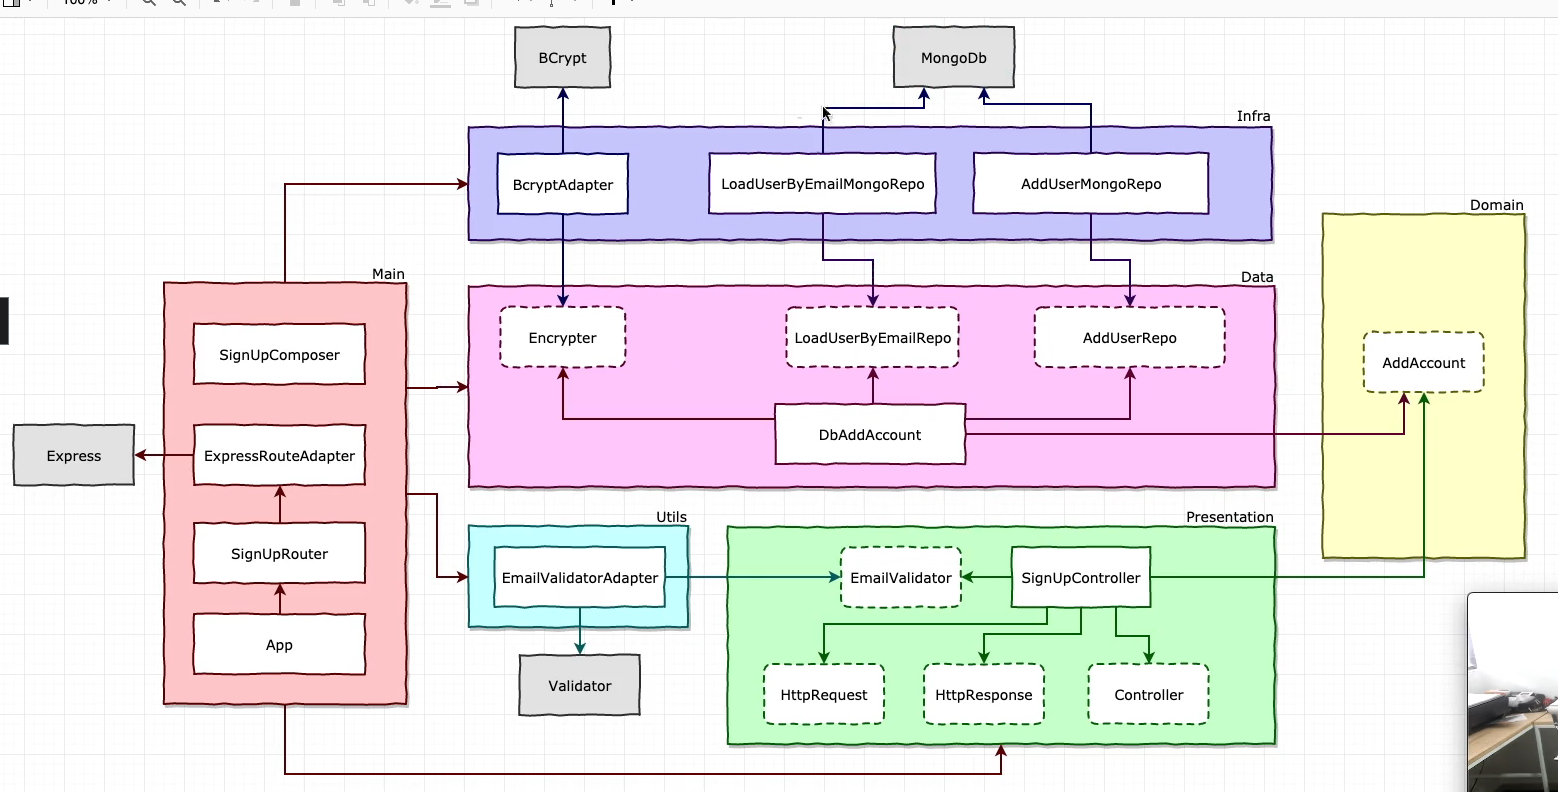 100%
BCrypt
MongoDb
Infra
BcryptAdapter
LoadUserByEmailMongoRepo
AddUserMongoRepo
Domain
Main
Data
SignUpComposer
Encrypter
LoadUserByEmailRepo
AddUserRepo
AddAccount
DbAddAccount
Express
ExpressRouteAdapter
Utils
Presentation
SignUpRouter
EmailValidatorAdapter
EmailValidator
SignUpController
App
Validator
HttpRequest
HttpResponse
Controller